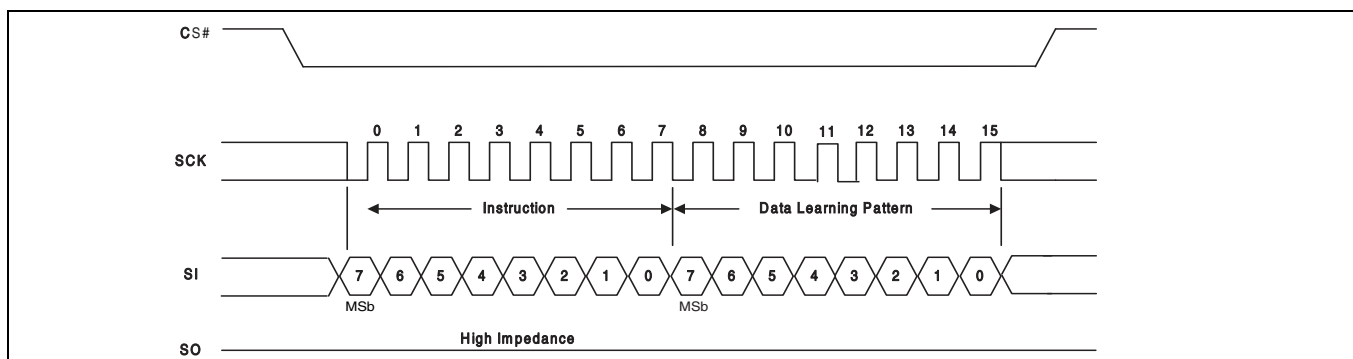 CS#
0 1 2 3 4 5 6 7 8 9 10 11 12 13 14 15
SCK
Instruction Data Learning Pattern
SI 7 6 5 4 3 2 1 0 7 6 5 4 3 2 1 0
MSb MSb
High Impedance
SO